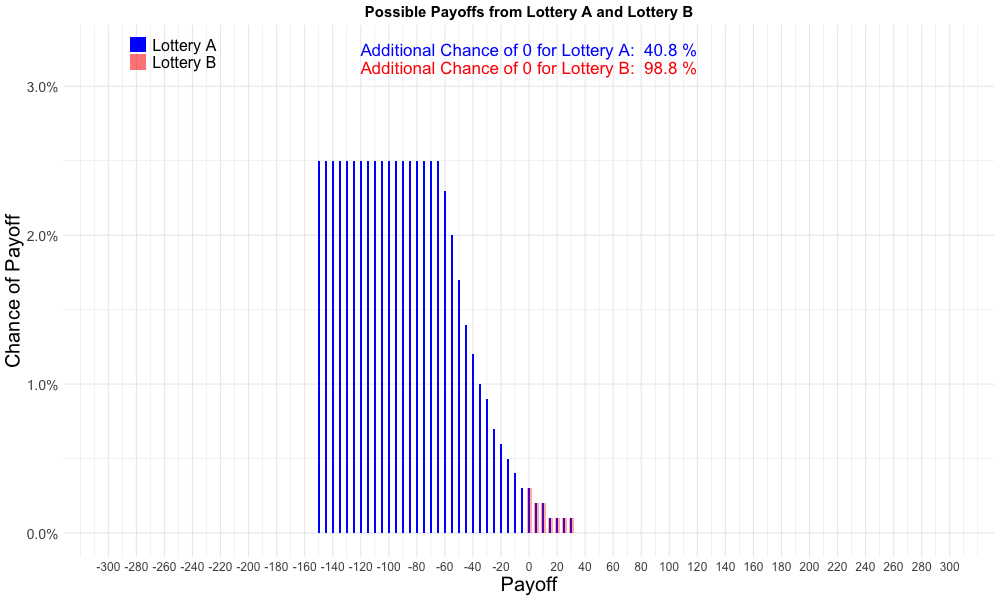 Possible Payoffs from Lottery A and Lottery B
Lottery A
Lottery B
Additional Chance of 0 for Lottery A:  40.8 %
Additional Chance of 0 for Lottery B:  98.8 %
3.0%
2.0%
1.0%
0.0%
Chance of Payoff
-300 -280 -260 -240 -220 -200 -180 -160 -140 -120 -100 -80 -60 -40 -20 0 20 40 60 80 100 120 140 160 180 200 220 240 260 280 300
Payoff